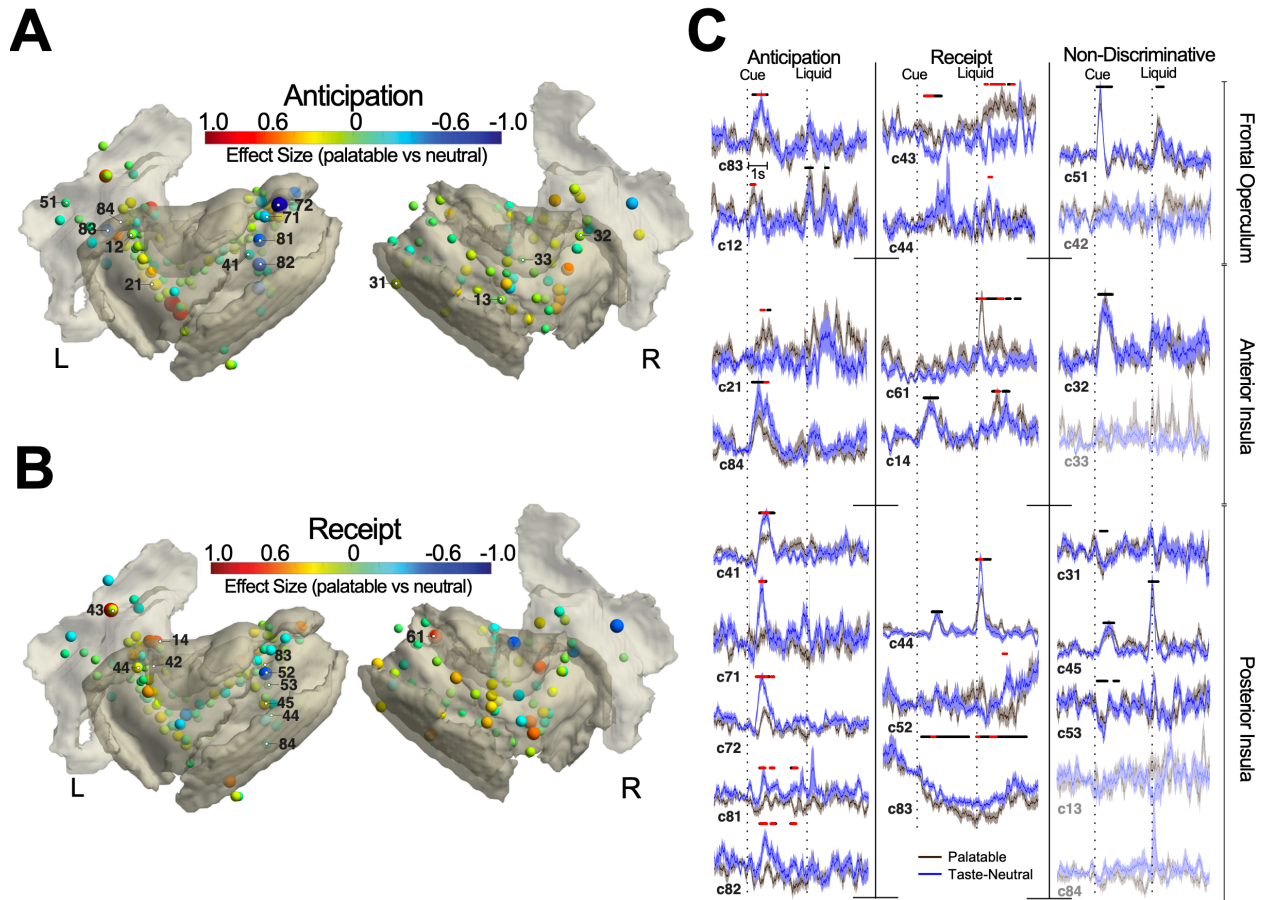 A
Anticipation
1.0 0.6 0 -0.6 -1.0
Effect Size (palatable vs neutral)
51
84
83
12
21
72
71
81
41
82
32
33
31
13
L
R
B
Receipt
1.0 0.6 0 -0.6 -1.0
Effect Size (palatable vs neutral)
43
14
44
42
83
52
53
45
44
84
61
L
R
C
Anticipation
Cue Liquid
c83
1s
c12
c21
c84
c41
c71
c72
c81
c82
Receipt
Cue Liquid
c43
c44
c61
c14
c44
c52
c83
Palatable
Taste-Neutral
Non-Discriminative
Cue Liquid
c51
c42
c32
c33
c31
c45
c53
c13
c84
Frontal Operculum
Anterior Insula
Posterior Insula